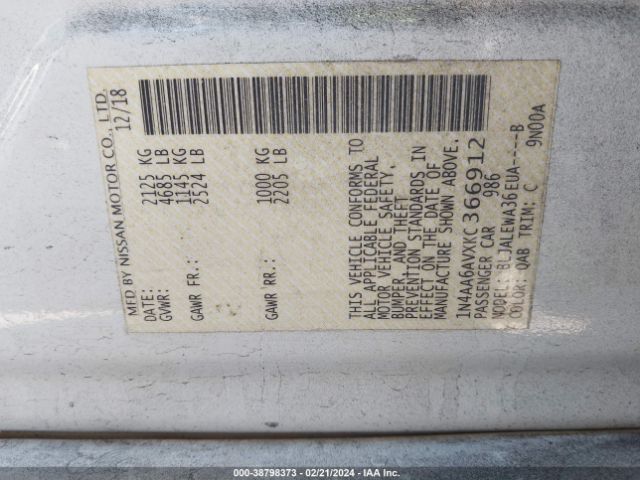 MFD BY NISSAN MOTOR CO., LTD.
12/18
DATE: 2125 KG
GVWR: 4685 LB
1145 KG
GAWR FR.: 2524 LB
1000 KG
GAWR RR.: 2205 LB
THIS VEHICLE CONFORMS TO
ALL APPLICABLE FEDERAL
MOTOR VEHICLE SAFETY,
BUMPER, AND THEFT
PREVENTION STANDARDS IN
EFFECT ON THE DATE OF
MANUFACTURE SHOWN ABOVE.
1N4AA6AVXKC366912
PASSENGER CAR 986
MODEL: BLJALEWA36EUA-----B
COLOR: QAB TRIM: C 9N00A
000-38798373 - 02/21/2024 - IAA Inc.